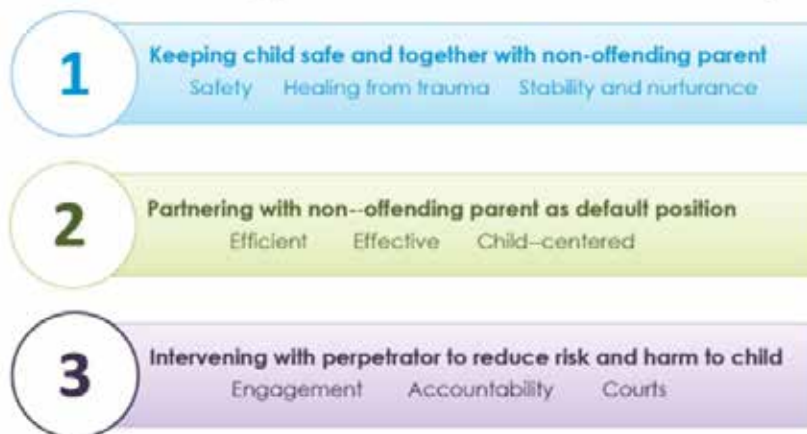 1
Keeping child safe and together with non-offending parent
Safety Healing from trauma Stability and nurturance
2
Partnering with non--offending parent as default position
Efficient Effective Child--centered
3
Intervening with perpetrator to reduce risk and harm to child
Engagement Accountability Courts